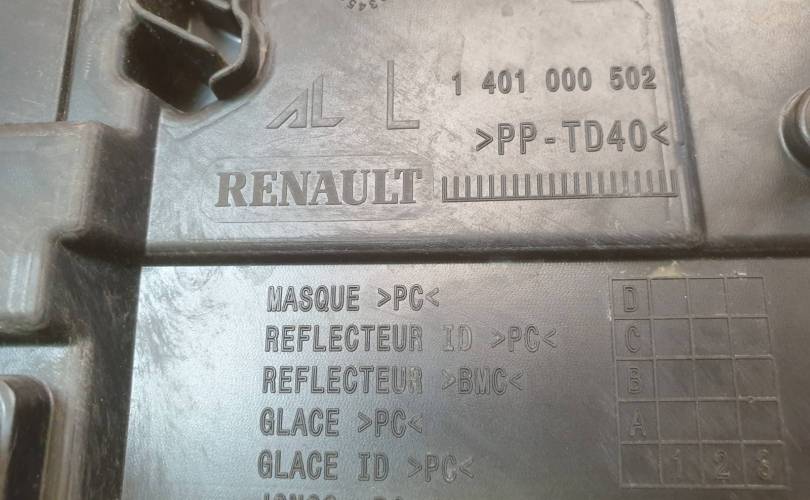 AL L 1 401 000 502
>PP-TD40<
RENAULT
MASQUE >PC<
REFLECTEUR ID >PC<
REFLECTEUR >BMC<
GLACE >PC<
GLACE ID >PC<
D
C
B
A
1 2 3